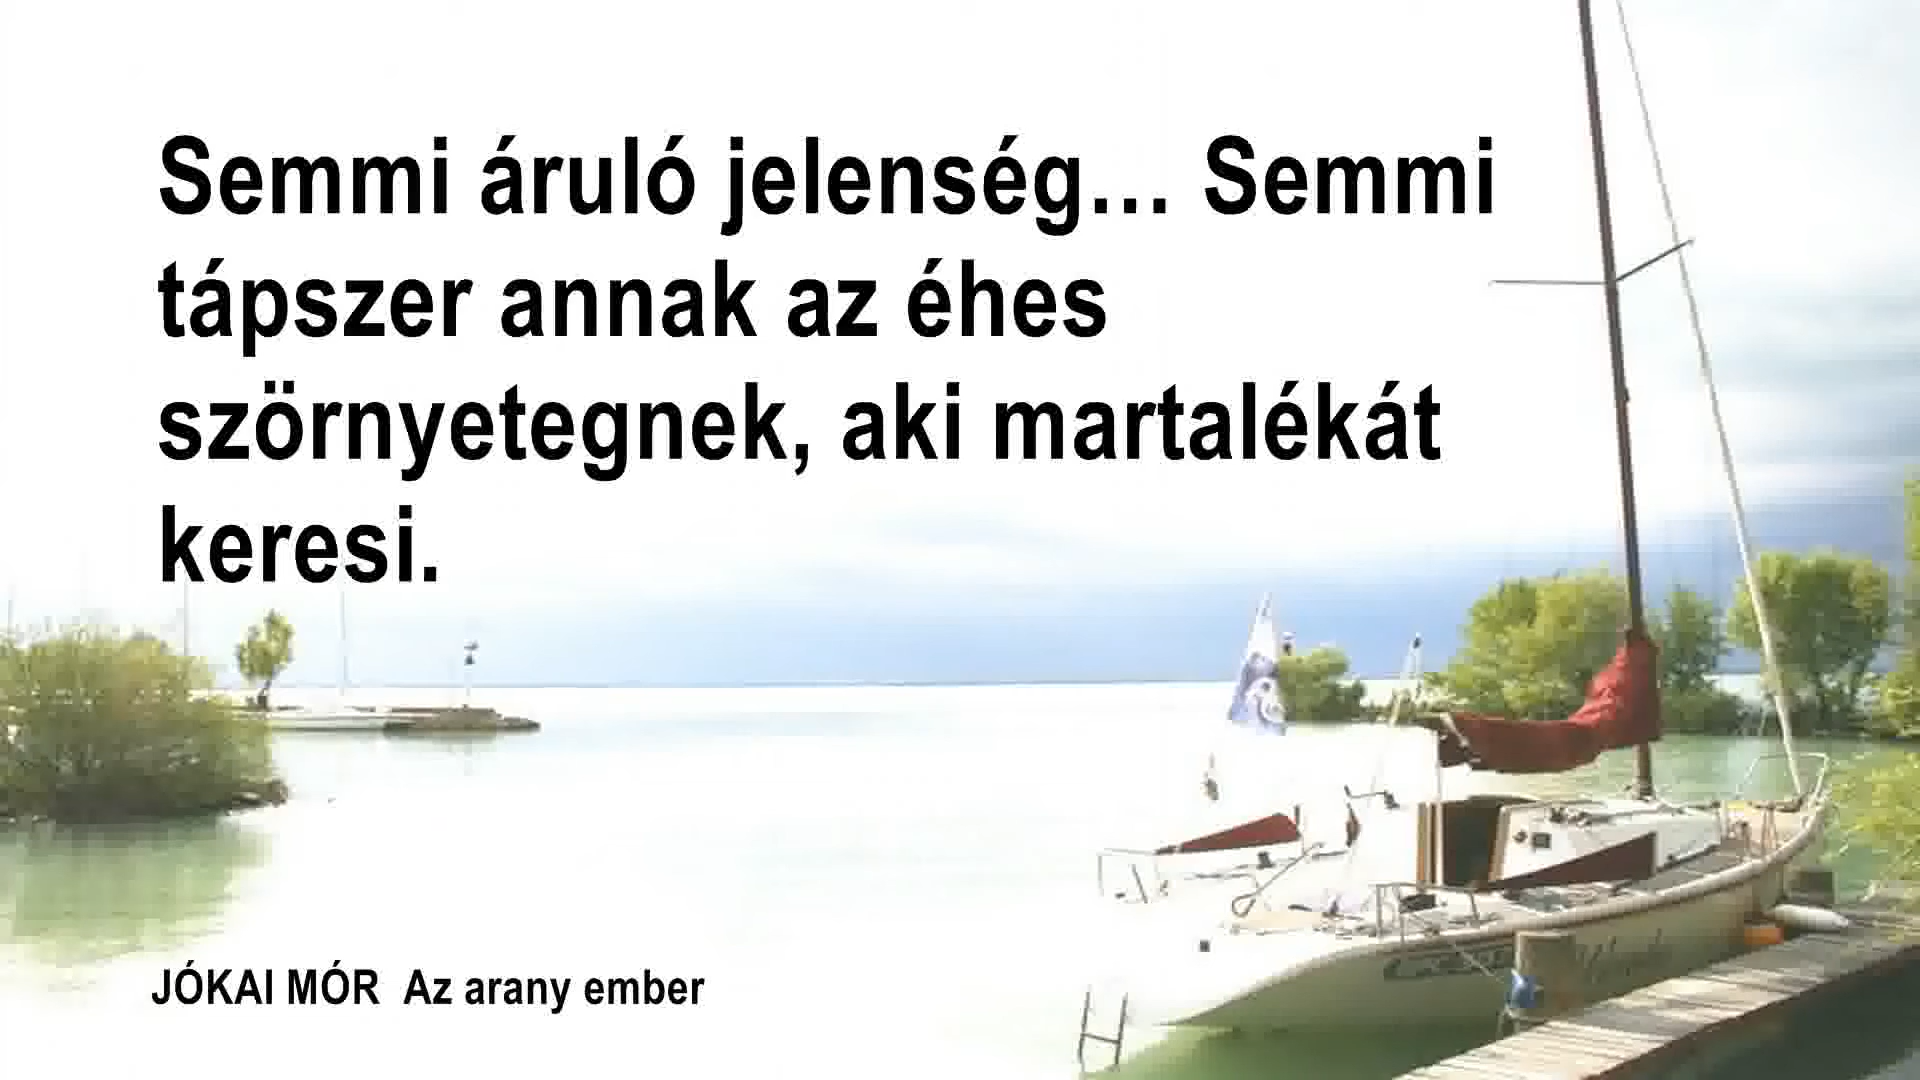 Semmi áruló jelenség… Semmi
tápszer annak az éhes
szörnyetegnek, aki martalékát
keresi.
JÓKAI MÓR  Az arany ember